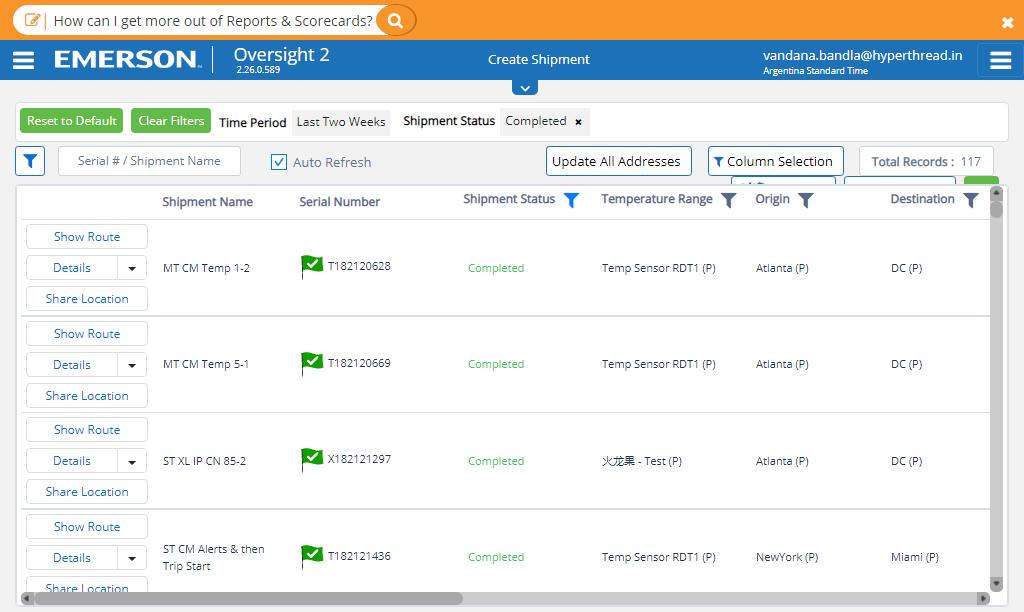 How can I get more out of Reports & Scorecards?
EMERSON
Oversight 2
2.26.0.589
Create Shipment
vandana.bandla@hyperthread.in
Argentina Standard Time
Reset to Default
Clear Filters
Time Period
Last Two Weeks
Shipment Status
Completed ×
Serial # / Shipment Name
Auto Refresh
Update All Addresses
Column Selection
Total Records : 117
Shipment Name
Serial Number
Shipment Status
Temperature Range
Origin
Destination
Show Route
Details
Share Location
MT CM Temp 1-2
T182120628
Completed
Temp Sensor RDT1 (P)
Atlanta (P)
DC (P)
Show Route
Details
Share Location
MT CM Temp 5-1
T182120669
Completed
Temp Sensor RDT1 (P)
Atlanta (P)
DC (P)
Show Route
Details
Share Location
ST XL IP CN 85-2
X182121297
Completed
火龙果 - Test (P)
Atlanta (P)
DC (P)
Show Route
Details
Share Location
ST CM Alerts & then
Trip Start
T182121436
Completed
Temp Sensor RDT1 (P)
NewYork (P)
Miami (P)